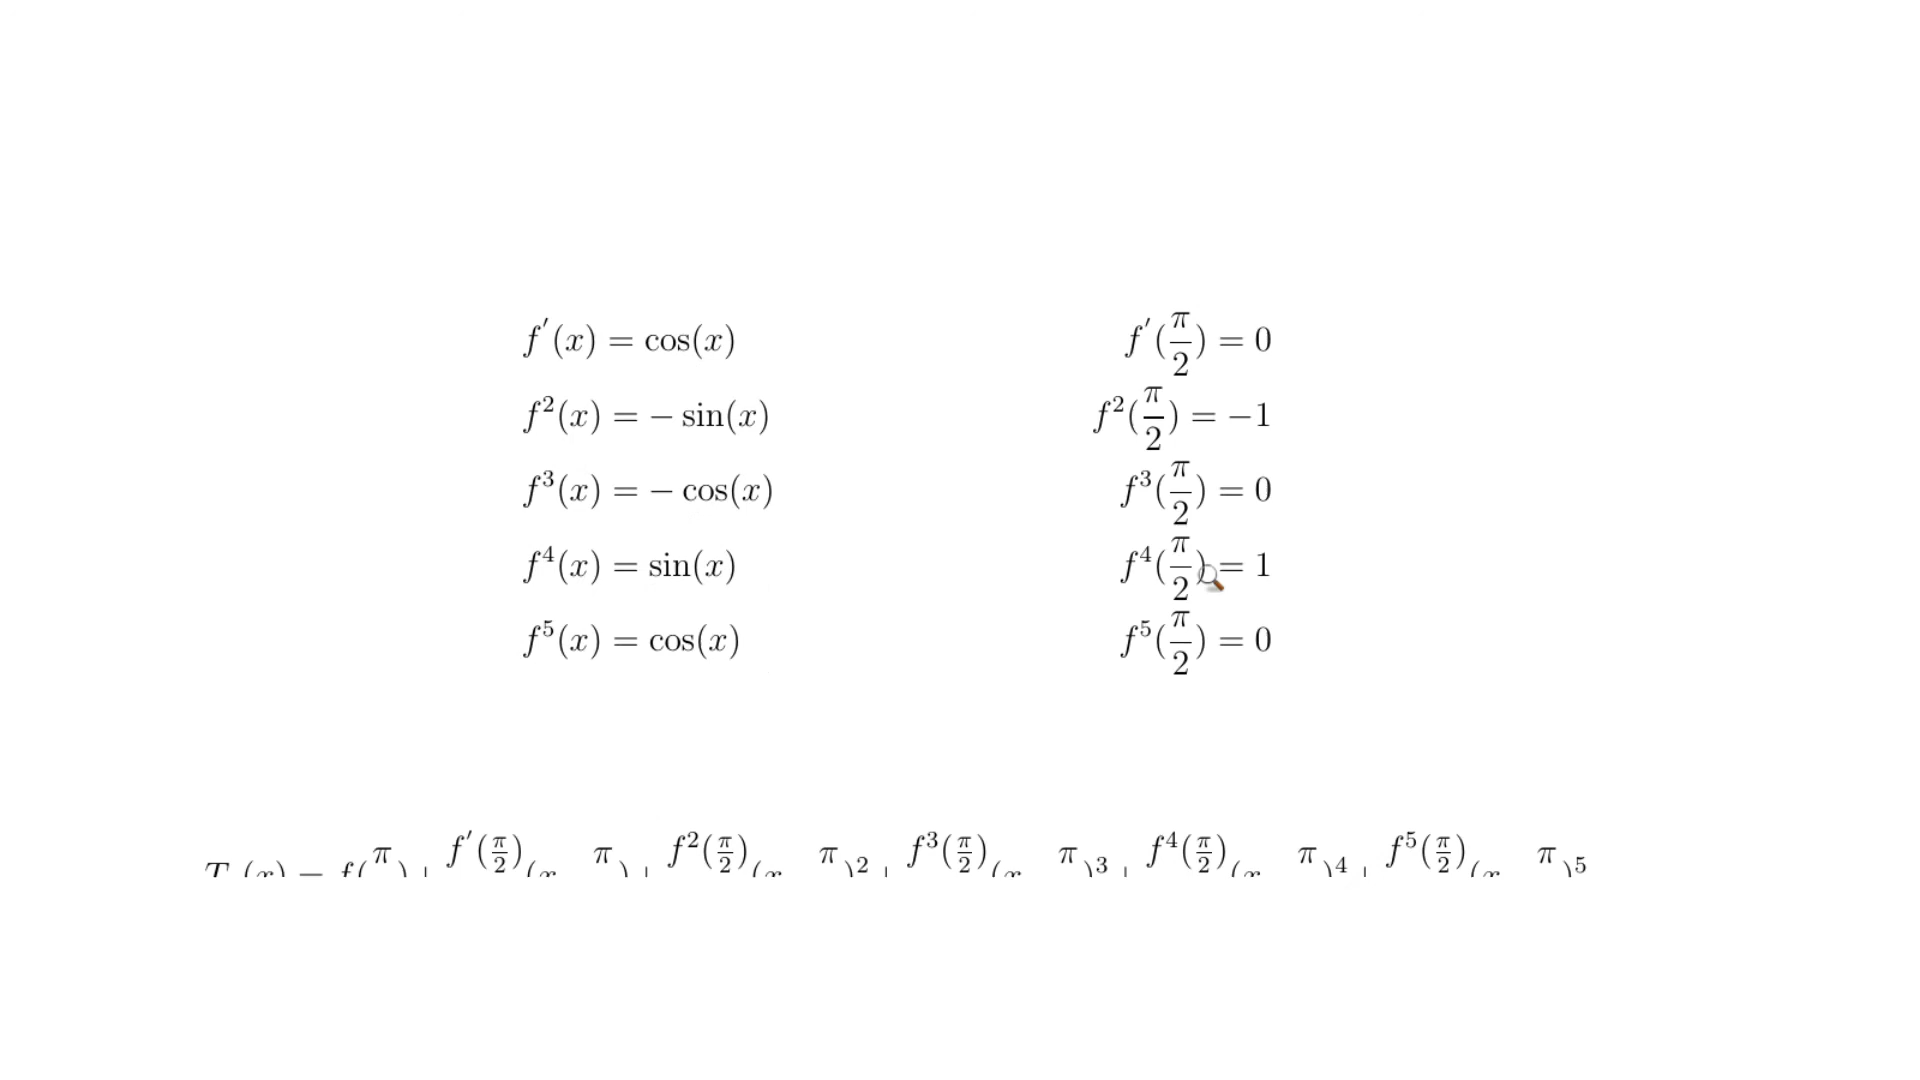 f′(x) = cos(x) f′(π/2) = 0
f²(x) = − sin(x) f²(π/2) = −1
f³(x) = − cos(x) f³(π/2) = 0
f⁴(x) = sin(x) f⁴(π/2) = 1
f⁵(x) = cos(x) f⁵(π/2) = 0